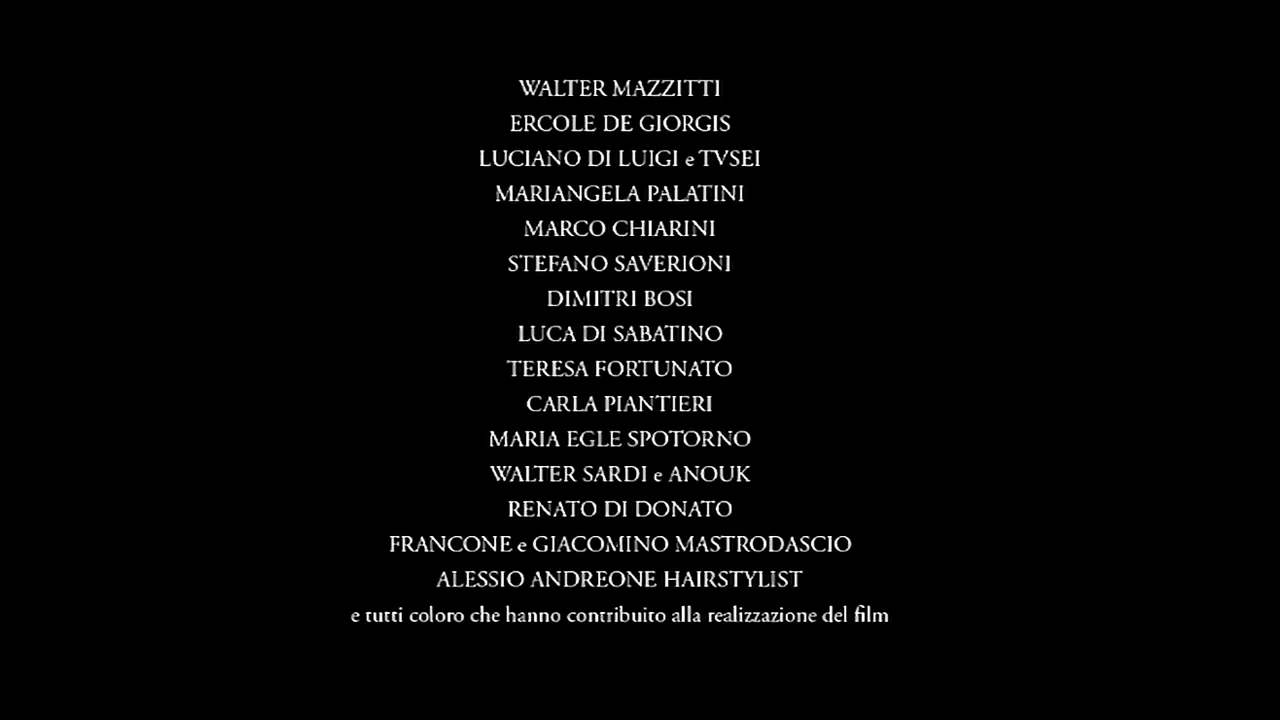 WALTER MAZZITTI
ERCOLE DE GIORGIS
LUCIANO DI LUIGI e TVSEI
MARIANGELA PALATINI
MARCO CHIARINI
STEFANO SAVERIONI
DIMITRI BOSI
LUCA DI SABATINO
TERESA FORTUNATO
CARLA PIANTIERI
MARIA EGLE SPOTORNO
WALTER SARDI e ANOUK
RENATO DI DONATO
FRANCONE e GIACOMINO MASTRODASCIO
ALESSIO ANDREONE HAIRSTYLIST
e tutti coloro che hanno contribuito alla realizzazione del film